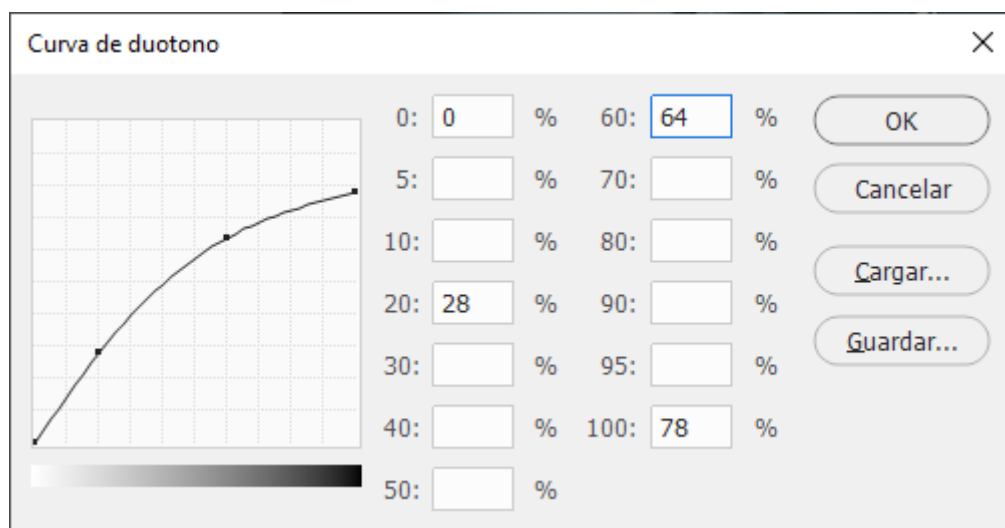 Curva de duotono
0: 0 % 60: 64 % OK
5: % 70: % Cancelar
10: % 80: % Cargar...
20: 28 % 90: % Guardar...
30: % 95: %
40: % 100: 78 %
50: %